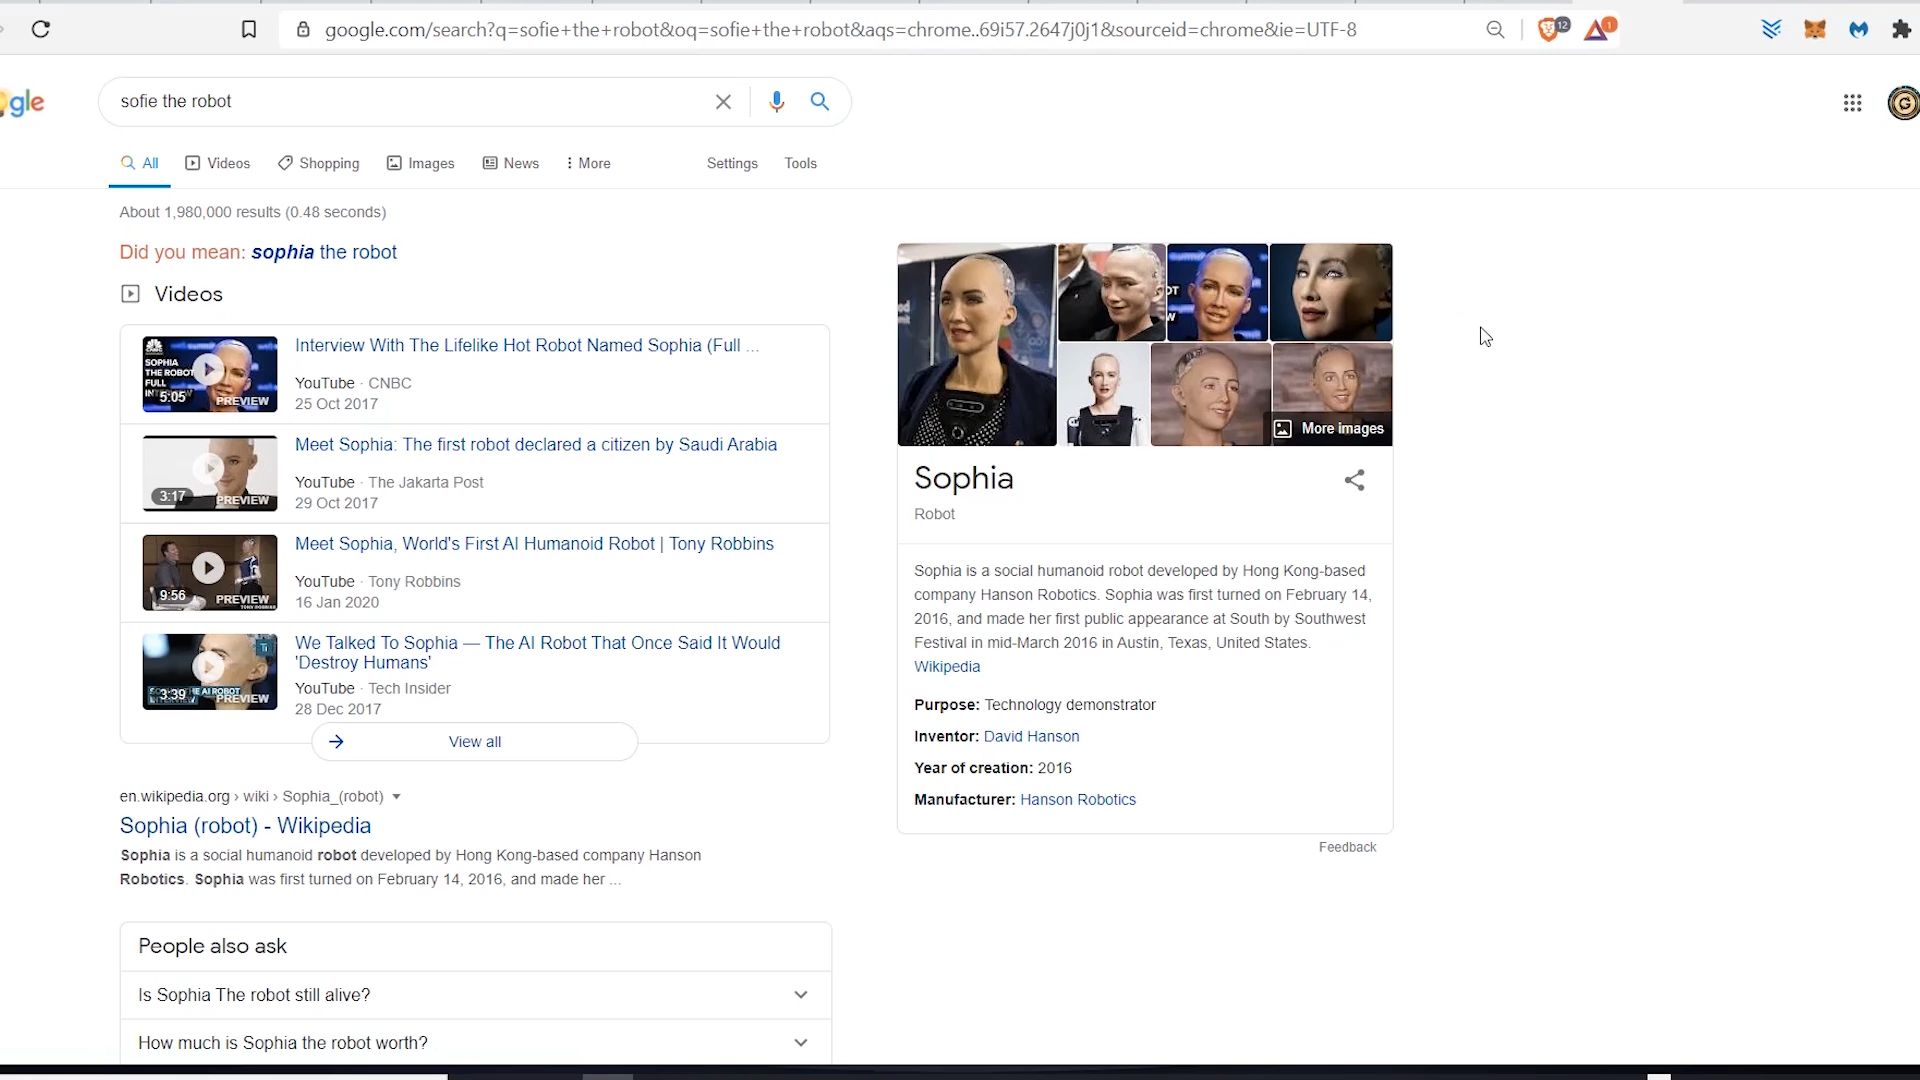 google.com/search?q=sofie+the+robot&oq=sofie+the+robot&aqs=chrome..69i57.2647j0j1&sourceid=chrome&ie=UTF-8
12
1
gle
sofie the robot
G
All
Videos
Shopping
Images
News
More
Settings
Tools
About 1,980,000 results (0.48 seconds)
Did you mean: sophia the robot
Videos
CNBC
SOPHIA
THE ROBOT
FULL
5:05
PREVIEW
Interview With The Lifelike Hot Robot Named Sophia (Full ...
YouTube · CNBC
25 Oct 2017
3:17
PREVIEW
Meet Sophia: The first robot declared a citizen by Saudi Arabia
YouTube · The Jakarta Post
29 Oct 2017
9:56
PREVIEW
TONY ROBBINS
Meet Sophia, World's First AI Humanoid Robot | Tony Robbins
YouTube · Tony Robbins
16 Jan 2020
TI
3:39
PREVIEW
We Talked To Sophia — The AI Robot That Once Said It Would
'Destroy Humans'
YouTube · Tech Insider
28 Dec 2017
View all
en.wikipedia.org › wiki › Sophia_(robot)
Sophia (robot) - Wikipedia
Sophia is a social humanoid robot developed by Hong Kong-based company Hanson
Robotics. Sophia was first turned on February 14, 2016, and made her ...
People also ask
Is Sophia The robot still alive?
How much is Sophia the robot worth?
More images
Sophia
Robot
Sophia is a social humanoid robot developed by Hong Kong-based
company Hanson Robotics. Sophia was first turned on February 14,
2016, and made her first public appearance at South by Southwest
Festival in mid-March 2016 in Austin, Texas, United States.
Wikipedia
Purpose: Technology demonstrator
Inventor: David Hanson
Year of creation: 2016
Manufacturer: Hanson Robotics
Feedback